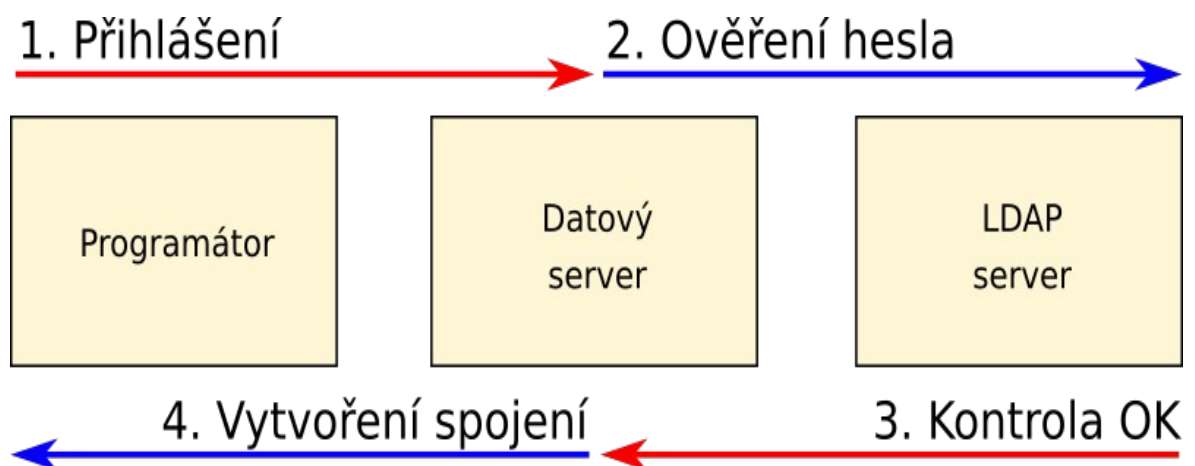 1. Přihlášení
2. Ověření hesla
Programátor
Datový
server
LDAP
server
4. Vytvoření spojení
3. Kontrola OK